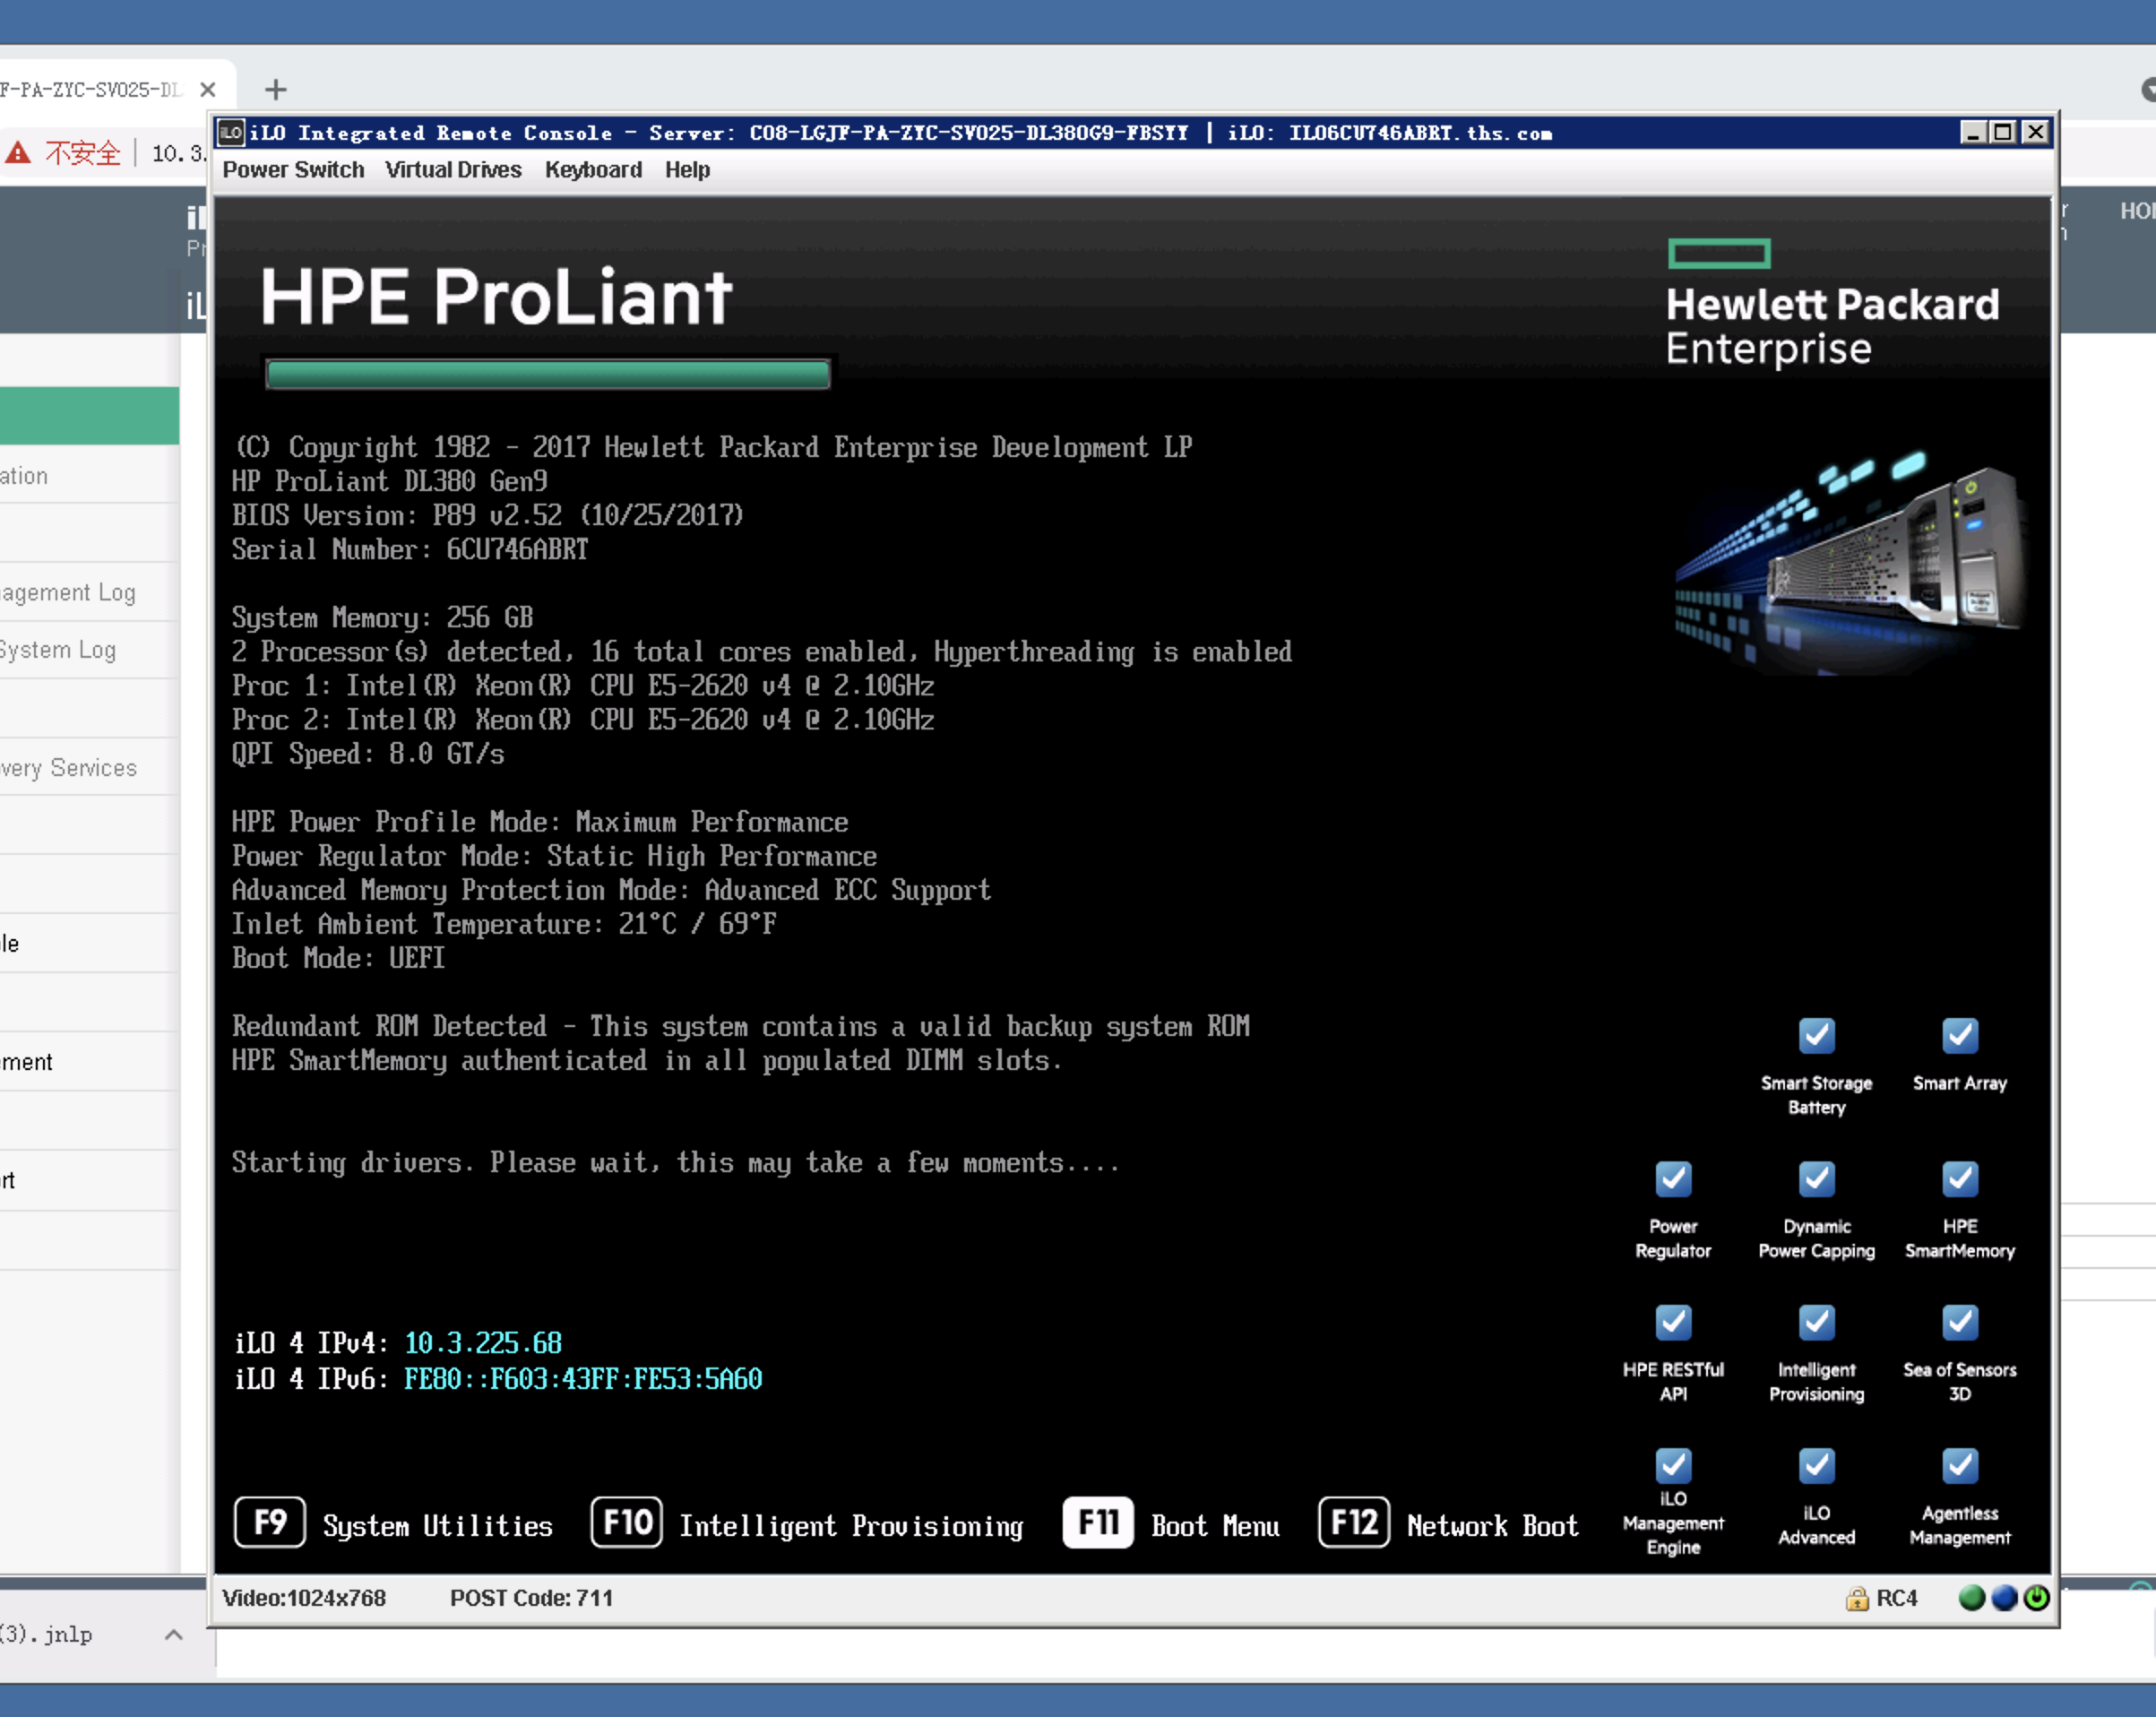 F-PA-ZYC-SV025-DL
不安全 10.3.
iLO Integrated Remote Console - Server: C08-LGJF-PA-ZYC-SV025-DL380G9-FBSYY | iLO: ILO6CU746ABRT.ths.com
Power Switch Virtual Drives Keyboard Help
HOM
HPE ProLiant
Hewlett Packard
Enterprise
(C) Copyright 1982 - 2017 Hewlett Packard Enterprise Development LP
HP ProLiant DL380 Gen9
BIOS Version: P89 v2.52 (10/25/2017)
Serial Number: 6CU746ABRT
System Memory: 256 GB
2 Processor(s) detected, 16 total cores enabled, Hyperthreading is enabled
Proc 1: Intel(R) Xeon(R) CPU E5-2620 v4 @ 2.10GHz
Proc 2: Intel(R) Xeon(R) CPU E5-2620 v4 @ 2.10GHz
QPI Speed: 8.0 GT/s
HPE Power Profile Mode: Maximum Performance
Power Regulator Mode: Static High Performance
Advanced Memory Protection Mode: Advanced ECC Support
Inlet Ambient Temperature: 21°C / 69°F
Boot Mode: UEFI
Redundant ROM Detected - This system contains a valid backup system ROM
HPE SmartMemory authenticated in all populated DIMM slots.
Starting drivers. Please wait, this may take a few moments....
iLO 4 IPv4: 10.3.225.68
iLO 4 IPv6: FE80::F603:43FF:FE53:5A60
Smart Storage
Battery
Smart Array
Power
Regulator
Dynamic
Power Capping
HPE
SmartMemory
HPE RESTful
API
Intelligent
Provisioning
Sea of Sensors
3D
iLO
Management
Engine
iLO
Advanced
Agentless
Management
F9 System Utilities F10 Intelligent Provisioning F11 Boot Menu F12 Network Boot
Video:1024x768 POST Code: 711 RC4
ation
agement Log
System Log
very Services
le
ment
rt
(3).jnlp